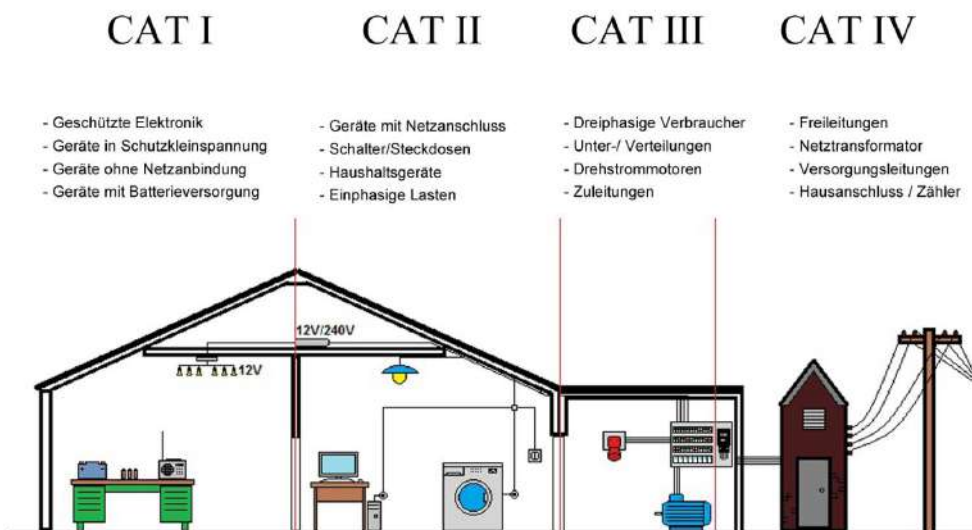 CAT I
CAT II
CAT III
CAT IV
- Geschützte Elektronik
- Geräte in Schutzkleinspannung
- Geräte ohne Netzanbindung
- Geräte mit Batterieversorgung
- Geräte mit Netzanschluss
- Schalter/Steckdosen
- Haushaltsgeräte
- Einphasige Lasten
- Dreiphasige Verbraucher
- Unter-/ Verteilungen
- Drehstrommotoren
- Zuleitungen
- Freileitungen
- Netztransformator
- Versorgungsleitungen
- Hausanschluss / Zähler
12V/240V
12V